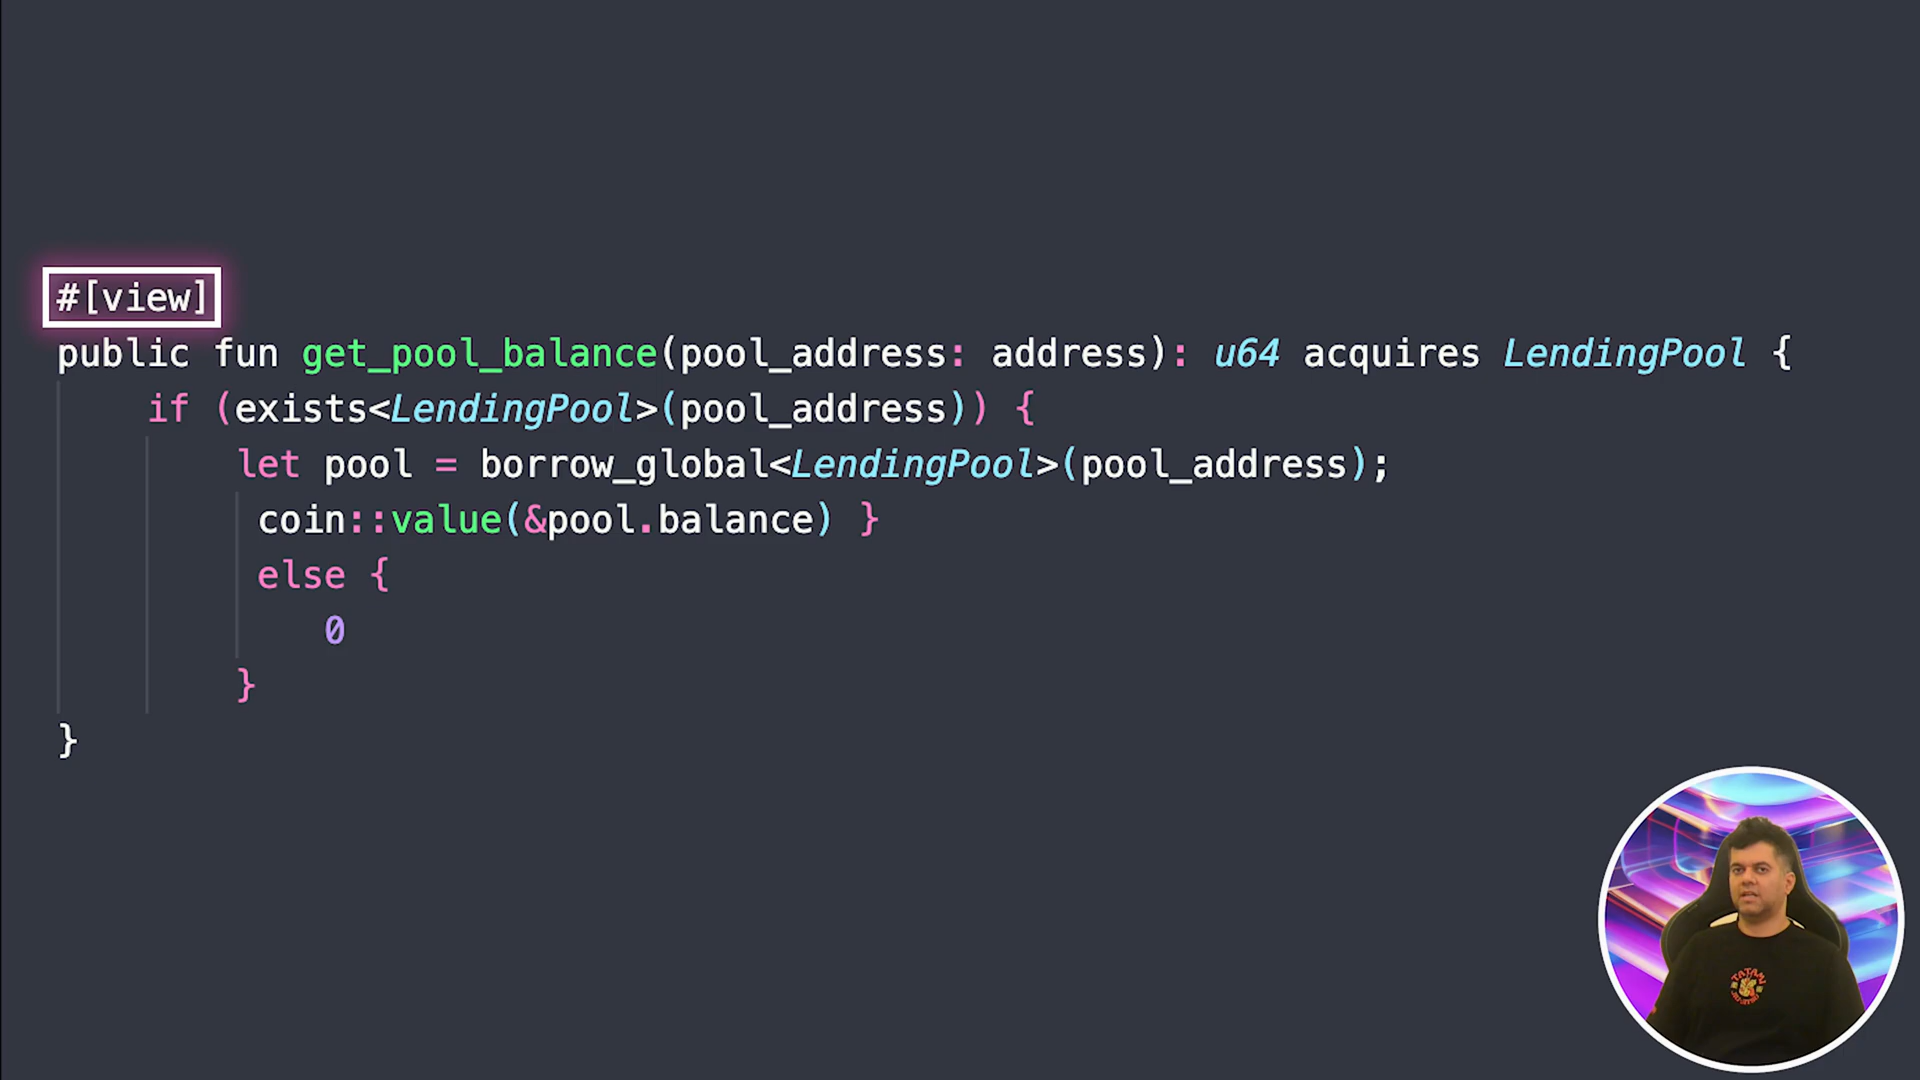 #[view]
public fun get_pool_balance(pool_address: address): u64 acquires LendingPool {
if (exists<LendingPool>(pool_address)) {
let pool = borrow_global<LendingPool>(pool_address);
coin::value(&pool.balance) }
else {
0
}
}
TATAMI